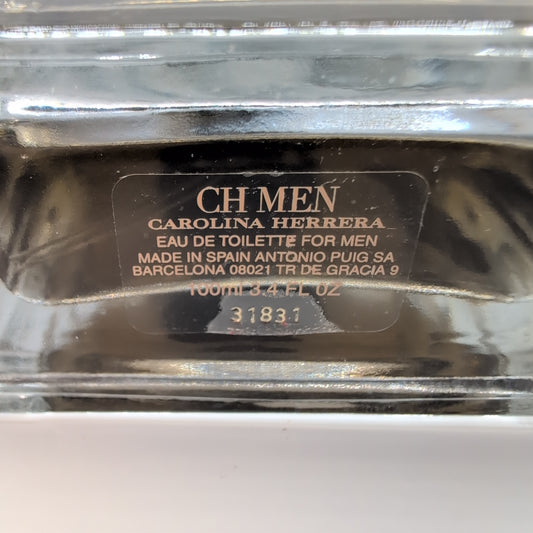 CH MEN
CAROLINA HERRERA
EAU DE TOILETTE FOR MEN
MADE IN SPAIN ANTONIO PUIG SA
BARCELONA 08021 TR DE GRACIA 9
100ml 3.4 FL OZ
31831